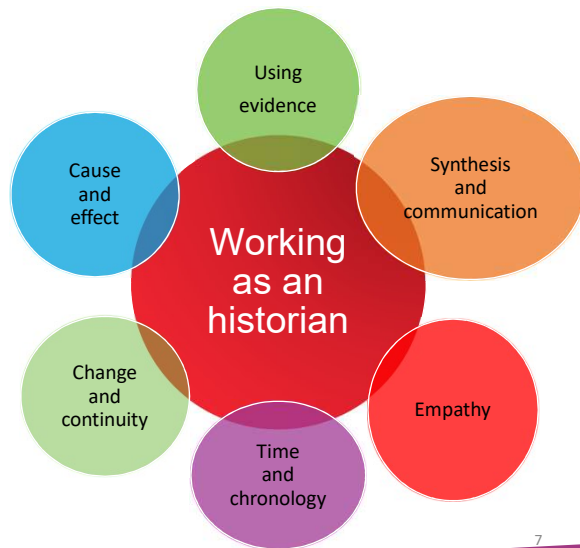 Using
evidence
Synthesis
and
communication
Cause
and
effect
Working
as an
historian
Change
and
continuity
Empathy
Time
and
chronology
7